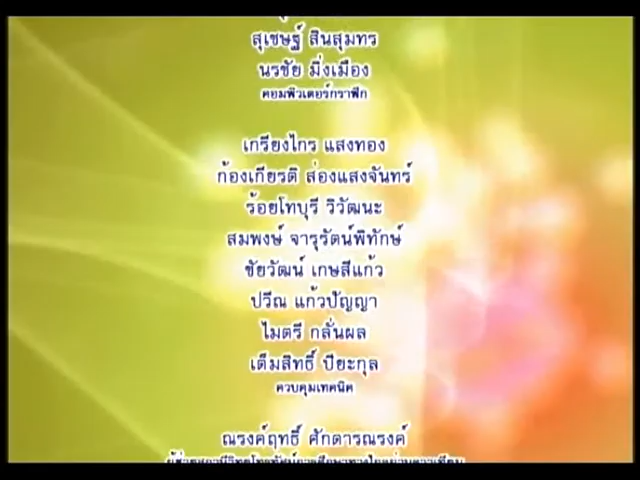 สุเชษฐ์ สินสุมทร
นรชัย มิ่งเมือง
คอมพิวเตอร์กราฟิก
เกรียงไกร แสงทอง
ก้องเกียรติ ส่องแสงจันทร์
ร้อยโทบุรี วิวัฒนะ
สมพงษ์ จารุรัตน์พิทักษ์
ชัยวัฒน์ เกษสีแก้ว
ปวีณ แก้วปัญญา
ไมตรี กลั่นผล
เต็มสิทธิ์ ปิยะกุล
ควบคุมเทคนิค
ณรงค์ฤทธิ์ ศักดารณรงค์